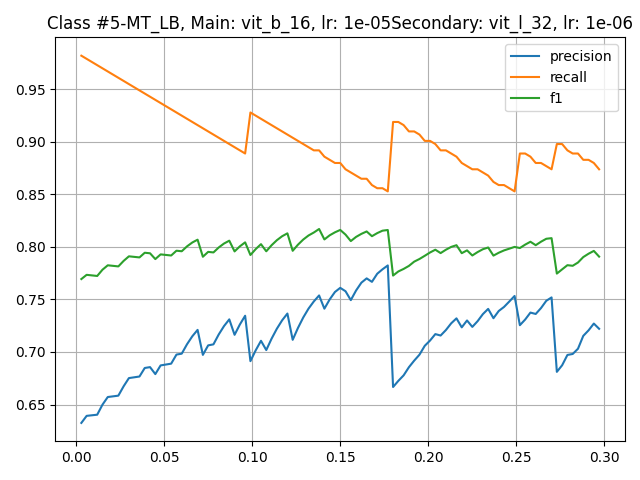 Class #5-MT_LB, Main: vit_b_16, lr: 1e-05Secondary: vit_l_32, lr: 1e-06
precision
recall
f1
0.95
0.90
0.85
0.80
0.75
0.70
0.65
0.00 0.05 0.10 0.15 0.20 0.25 0.30